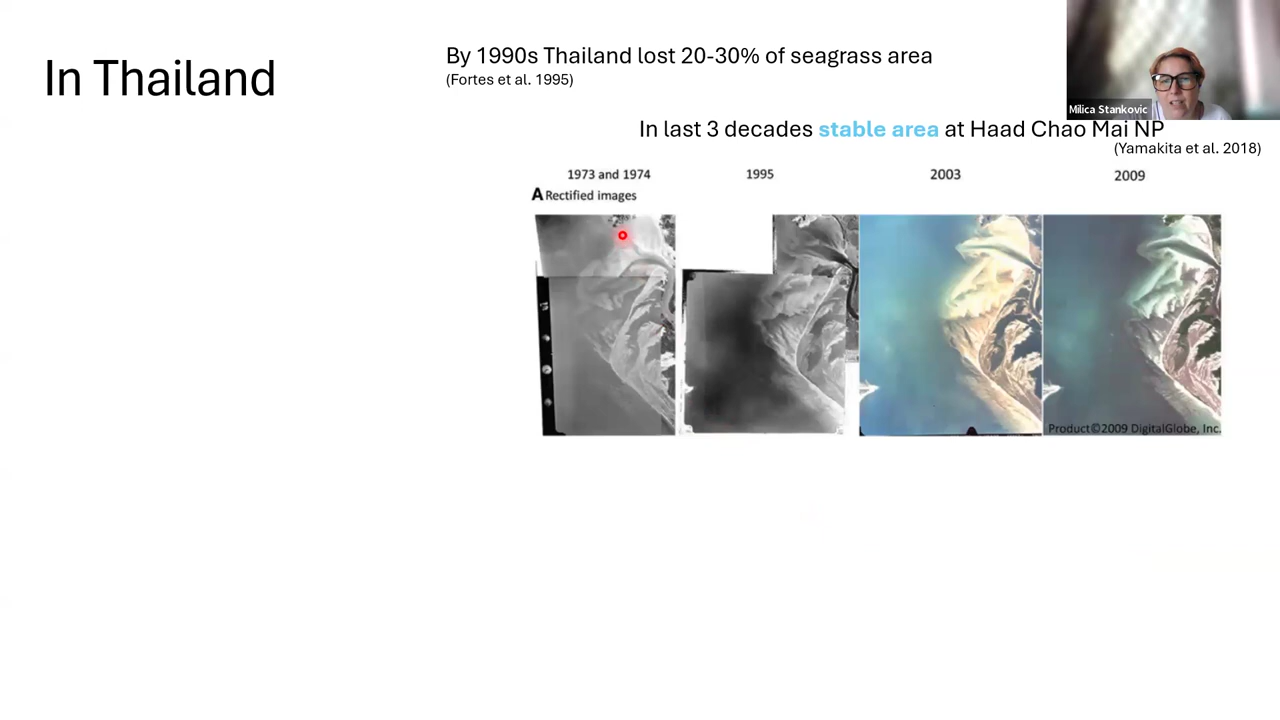 In Thailand
By 1990s Thailand lost 20-30% of seagrass area
(Fortes et al. 1995)
Milica Stankovic
In last 3 decades stable area at Haad Chao Mai NP
(Yamakita et al. 2018)
1973 and 1974
1995
2003
2009
A Rectified images
Product©2009 DigitalGlobe, Inc.